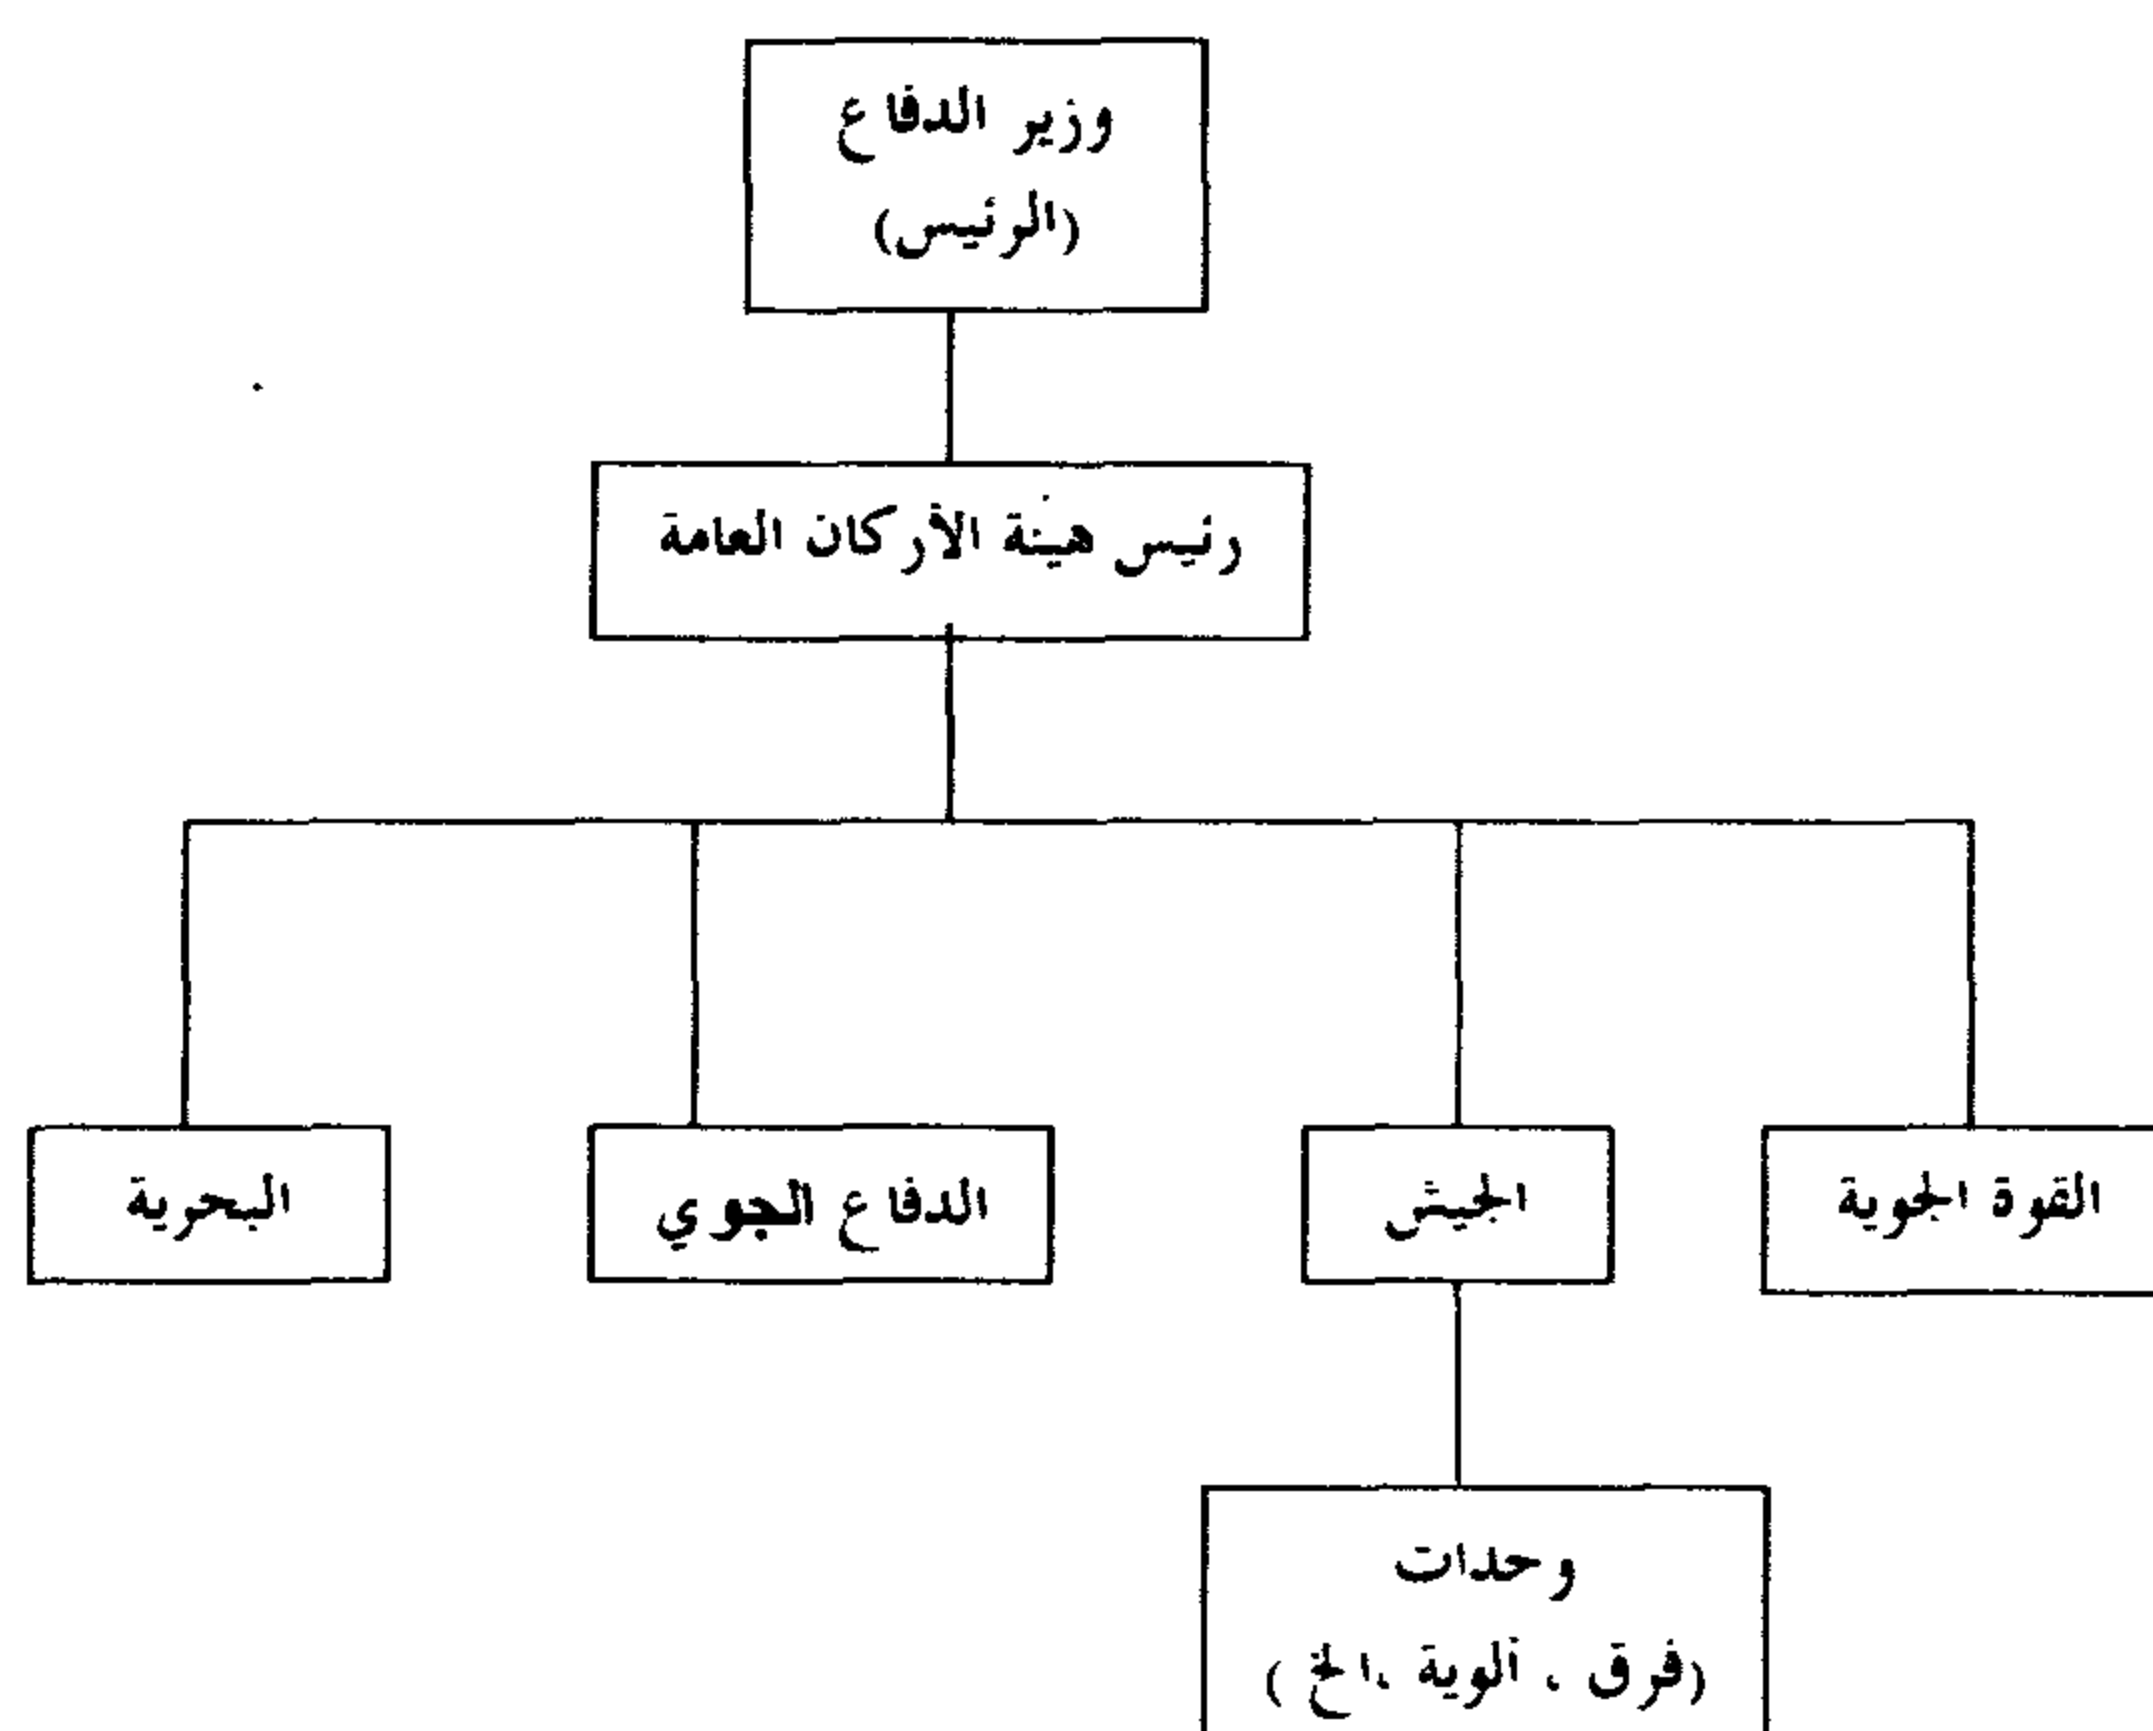 وزير الدفاع
(الرئيس)
رئيس هيئة الأركان العامة
القوة الجوية
الجيش
الدفاع الجوي
البحرية
وحدات
(فرق ، ألوية ،الخ )